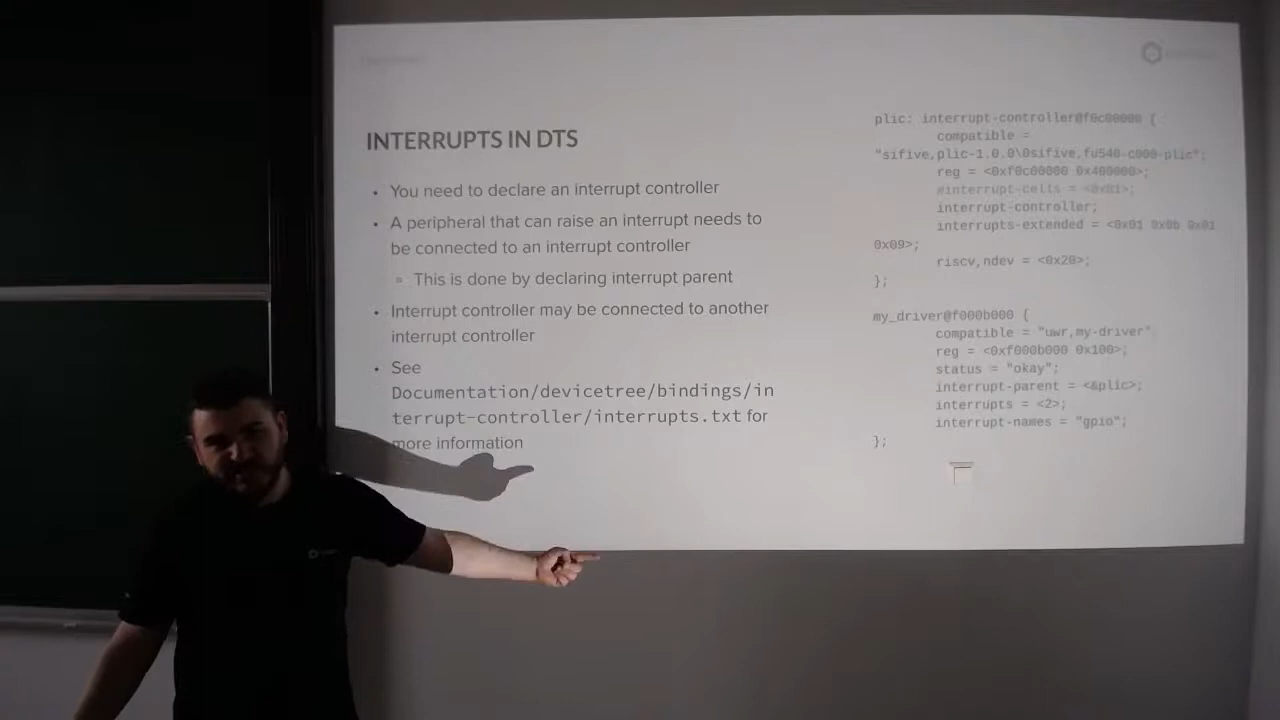 INTERRUPTS IN DTS
• You need to declare an interrupt controller
• A peripheral that can raise an interrupt needs to
be connected to an interrupt controller
This is done by declaring interrupt parent
• Interrupt controller may be connected to another
interrupt controller
• See
Documentation/devicetree/bindings/in
terrupt-controller/interrupts.txt for
more information
plic: interrupt-controller@f0c00000 {
compatible =
"sifive,plic-1.0.0\0sifive,fu540-c000-plic";
reg = <0xf0c00000 0x400000>;
#interrupt-cells = <0x01>;
interrupt-controller;
interrupts-extended = <0x01 0x0b 0x01
0x09>;
riscv,ndev = <0x20>;
};
my_driver@f000b000 {
compatible = "uwr,my-driver"
reg = <0xf000b000 0x100>;
status = "okay";
interrupt-parent = <&plic>;
interrupts = <2>;
interrupt-names = "gpio";
};